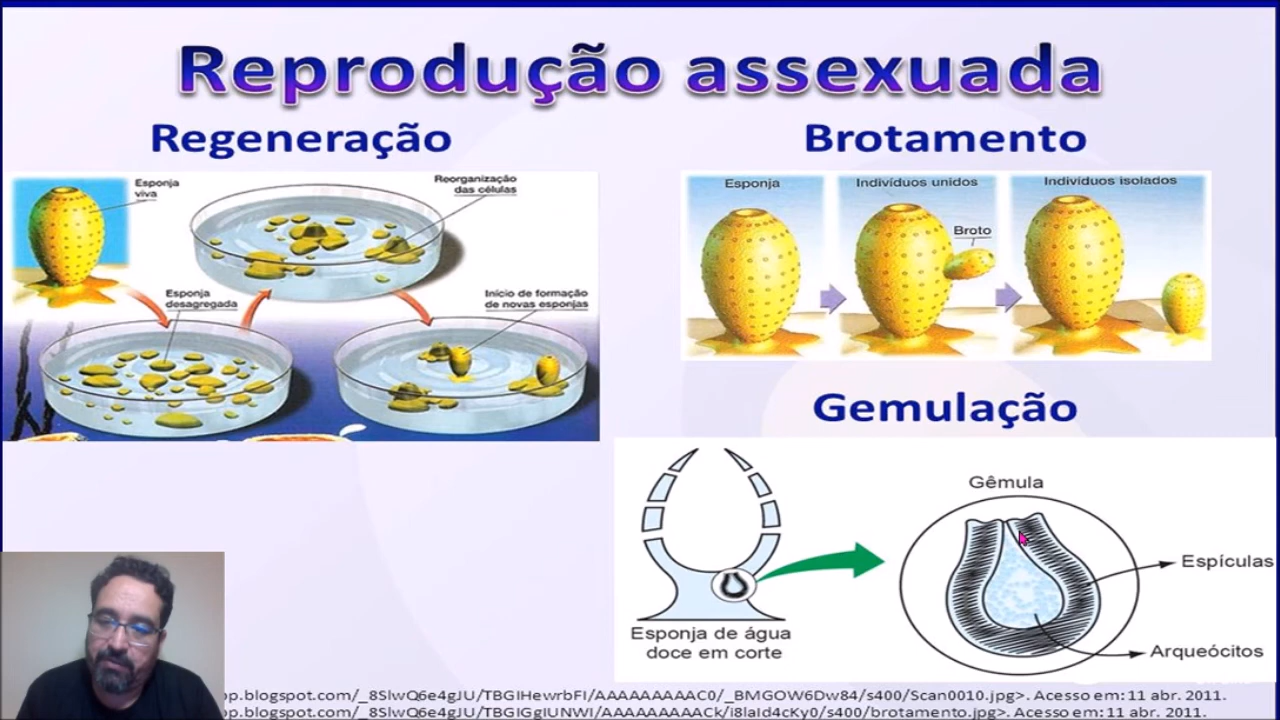 Reprodução assexuada
Regeneração
Esponja
viva
Reorganização
das células
Esponja
desagregada
Início de formação
de novas esponjas
Brotamento
Esponja
Indivíduos unidos
Indivíduos isolados
Broto
Gemulação
Gêmula
Espículas
Arqueócitos
Esponja de água
doce em corte
op.blogspot.com/_8SlwQ6e4gJU/TBGIHewrbFI/AAAAAAAAAC0/_BMGOW6Dw84/s400/Scan0010.jpg>. Acesso em: 11 abr. 2011.
op.blogspot.com/_8SlwQ6e4gJU/TBGIGgIUNWI/AAAAAAAAACk/i8laId4cKy0/s400/brotamento.jpg>. Acesso em: 11 abr. 2011.